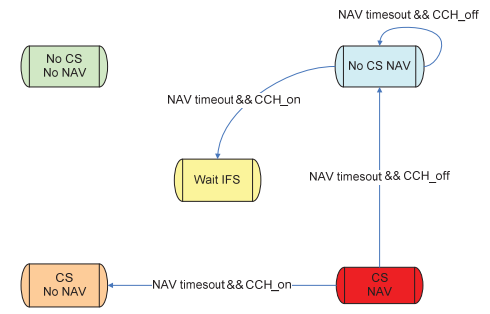 NAV timesout && CCH_off
No CS
No NAV
No CS NAV
NAV timeout && CCH_on
Wait IFS
NAV timesout && CCH_off
CS
No NAV
NAV timesout && CCH_on
CS
NAV